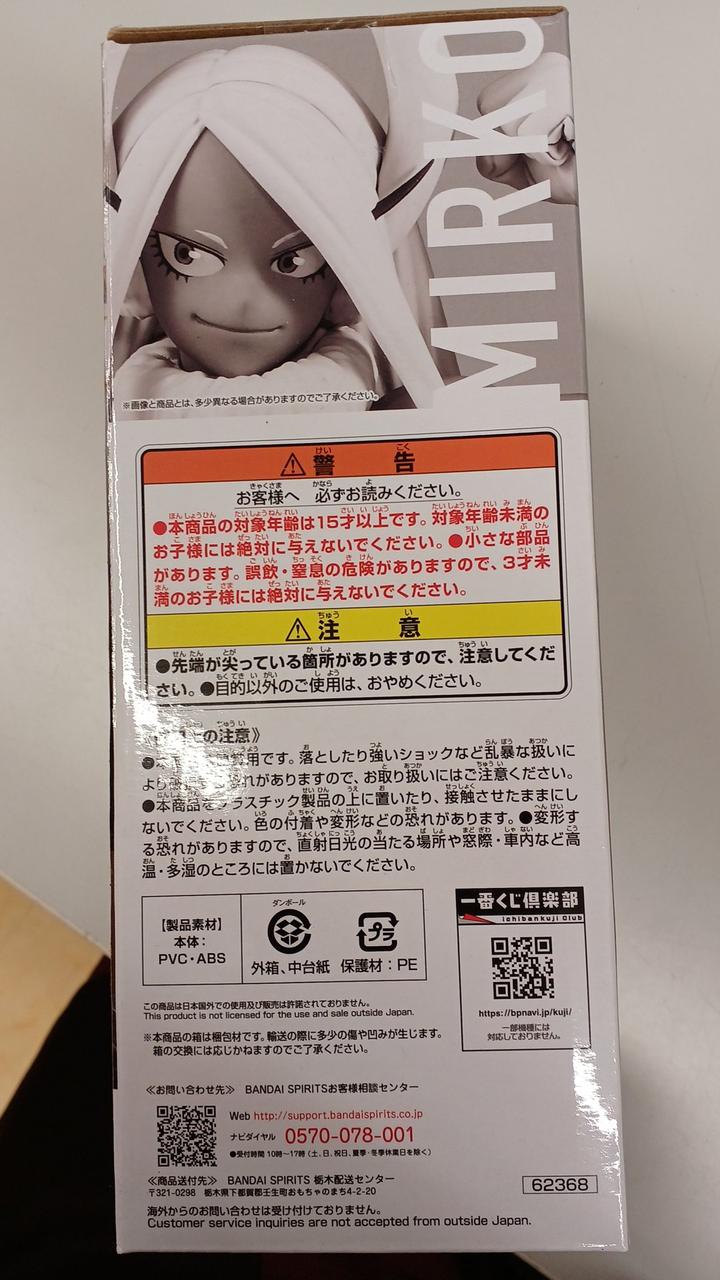 MIRKO
※画像と商品とは、多少異なる場合がありますのでご了承ください。
警告
お客様へ 必ずお読みください。
●本商品の対象年齢は15才以上です。対象年齢未満の
お子様には絶対に与えないでください。●小さな部品
があります。誤飲・窒息の危険がありますので、3才未
満のお子様には絶対に与えないでください。
注意
●先端が尖っている箇所がありますので、注意してくだ
さい。●目的以外のご使用は、おやめください。
上の注意》
用です。落としたり強いショックなど乱暴な扱いに
より 恐れがありますので、お取り扱いにはご注意ください。
●本商品をプラスチック製品の上に置いたり、接触させたままにし
ないでください。色の付着や変形などの恐れがあります。●変形す
る恐れがありますので、直射日光の当たる場所や窓際・車内など高
温・多湿のところには置かないでください。
【製品素材】
本体：
PVC・ABS
ダンボール
外箱、中台紙
プラ
保護材：PE
一番くじ倶楽部
ichibankuji Club
https://bpnavi.jp/kuji/
一部機種には
対応しておりません。
この商品は日本国外での使用及び販売は許諾されておりません。
This product is not licensed for the use and sale outside Japan.
※本商品の箱は梱包材です。輸送の際に多少の傷や凹みが生じます。
箱の交換には応じかねますのでご了承ください。
≪お問い合わせ先≫ BANDAI SPIRITSお客様相談センター
Web http://support.bandaispirits.co.jp
ナビダイヤル 0570-078-001
●受付時間 10時〜17時（土、日、祝日、夏季・冬季休業日を除く）
≪商品送付先≫ BANDAI SPIRITS 栃木配送センター
〒321-0298 栃木県下都賀郡壬生町おもちゃのまち4-2-20
62368
海外からのお問い合わせは受け付けておりません。
Customer service inquiries are not accepted from outside Japan.